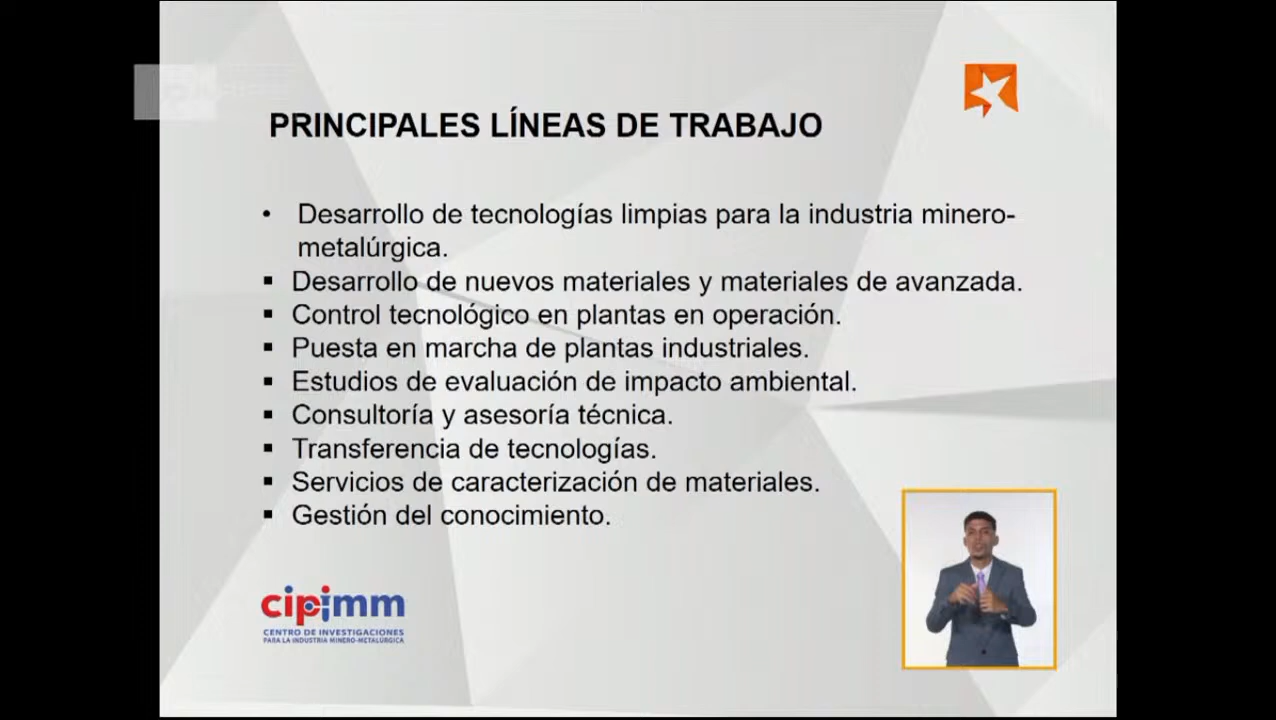 PRINCIPALES LÍNEAS DE TRABAJO
• Desarrollo de tecnologías limpias para la industria minero-
metalúrgica.
▪ Desarrollo de nuevos materiales y materiales de avanzada.
▪ Control tecnológico en plantas en operación.
▪ Puesta en marcha de plantas industriales.
▪ Estudios de evaluación de impacto ambiental.
▪ Consultoría y asesoría técnica.
▪ Transferencia de tecnologías.
▪ Servicios de caracterización de materiales.
▪ Gestión del conocimiento.
cipimm
CENTRO DE INVESTIGACIONES
PARA LA INDUSTRIA MINERO-METALÚRGICA